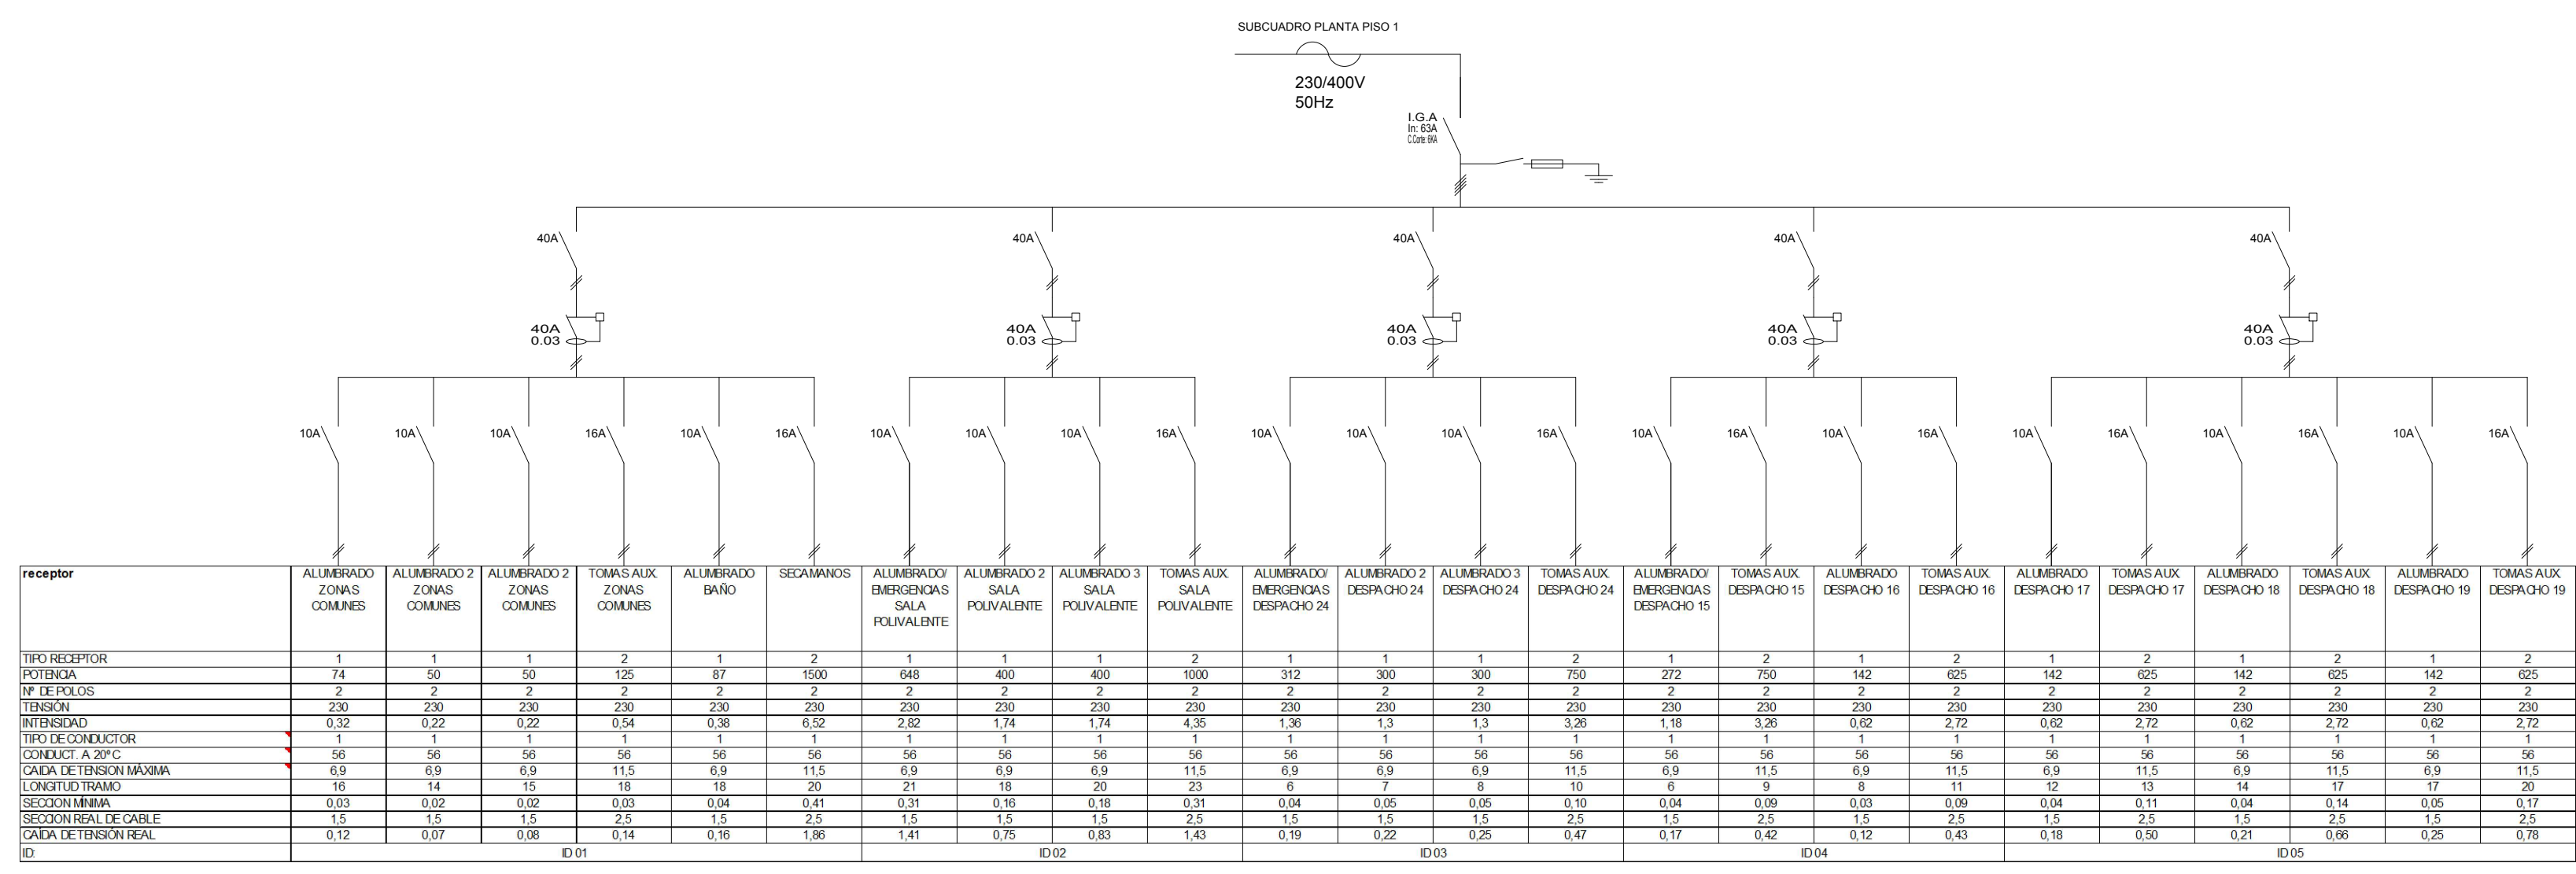 SUBCUADRO PLANTA PISO 1
230/400V
50Hz
I.G.A
In: 63A
C.Corte: 6KA
40A 40A 40A 40A 40A
40A 40A 40A 40A 40A
0.03 0.03 0.03 0.03 0.03
10A 10A 10A 16A 10A 16A 10A 10A 10A 16A 10A 10A 10A 16A 10A 16A 10A 16A 10A 16A 10A 16A 10A 16A
receptor ALUMBRADO ALUMBRADO 2 ALUMBRADO 2 TOMAS AUX. ALUMBRADO SECAMANOS ALUMBRADO/ ALUMBRADO 2 ALUMBRADO 3 TOMAS AUX. ALUMBRADO/ ALUMBRADO 2 ALUMBRADO 3 TOMAS AUX. ALUMBRADO/ TOMAS AUX. ALUMBRADO TOMAS AUX. ALUMBRADO TOMAS AUX. ALUMBRADO TOMAS AUX. ALUMBRADO TOMAS AUX.
ZONAS ZONAS ZONAS ZONAS BAÑO EMERGENCIAS SALA SALA SALA EMERGENCIAS DESPACHO 24 DESPACHO 24 DESPACHO 24 EMERGENCIAS DESPACHO 15 DESPACHO 16 DESPACHO 16 DESPACHO 17 DESPACHO 17 DESPACHO 18 DESPACHO 18 DESPACHO 19 DESPACHO 19
COMUNES COMUNES COMUNES COMUNES SALA POLIVALENTE POLIVALENTE POLIVALENTE DESPACHO 24 DESPACHO 15
POLIVALENTE
TIPO RECEPTOR 1 1 1 2 1 2 1 1 1 2 1 1 1 2 1 2 1 2 1 2 1 2 1 2
POTENCIA 74 50 50 125 87 1500 648 400 400 1000 312 300 300 750 272 750 142 625 142 625 142 625 142 625
Nº DE POLOS 2 2 2 2 2 2 2 2 2 2 2 2 2 2 2 2 2 2 2 2 2 2 2 2
TENSIÓN 230 230 230 230 230 230 230 230 230 230 230 230 230 230 230 230 230 230 230 230 230 230 230 230
INTENSIDAD 0,32 0,22 0,22 0,54 0,38 6,52 2,82 1,74 1,74 4,35 1,36 1,3 1,3 3,26 1,18 3,26 0,62 2,72 0,62 2,72 0,62 2,72 0,62 2,72
TIPO DE CONDUCTOR 1 1 1 1 1 1 1 1 1 1 1 1 1 1 1 1 1 1 1 1 1 1 1 1
CONDUCT. A 20º C 56 56 56 56 56 56 56 56 56 56 56 56 56 56 56 56 56 56 56 56 56 56 56 56
CAIDA DE TENSION MÁXIMA 6,9 6,9 6,9 11,5 6,9 11,5 6,9 6,9 6,9 11,5 6,9 6,9 6,9 11,5 6,9 11,5 6,9 11,5 6,9 11,5 6,9 11,5 6,9 11,5
LONGITUD TRAMO 16 14 15 18 18 20 21 18 20 23 6 7 8 10 6 9 8 11 12 13 14 17 17 20
SECCION MÍNIMA 0,03 0,02 0,02 0,03 0,04 0,41 0,31 0,16 0,18 0,31 0,04 0,05 0,05 0,10 0,04 0,09 0,03 0,09 0,04 0,11 0,04 0,14 0,05 0,17
SECCION REAL DE CABLE 1,5 1,5 1,5 2,5 1,5 2,5 1,5 1,5 1,5 2,5 1,5 1,5 1,5 2,5 1,5 2,5 1,5 2,5 1,5 2,5 1,5 2,5 1,5 2,5
CAÍDA DE TENSIÓN REAL 0,12 0,07 0,08 0,14 0,16 1,86 1,41 0,75 0,83 1,43 0,19 0,22 0,25 0,47 0,17 0,42 0,12 0,43 0,18 0,50 0,21 0,66 0,25 0,78
ID: ID 01 ID 02 ID 03 ID 04 ID 05